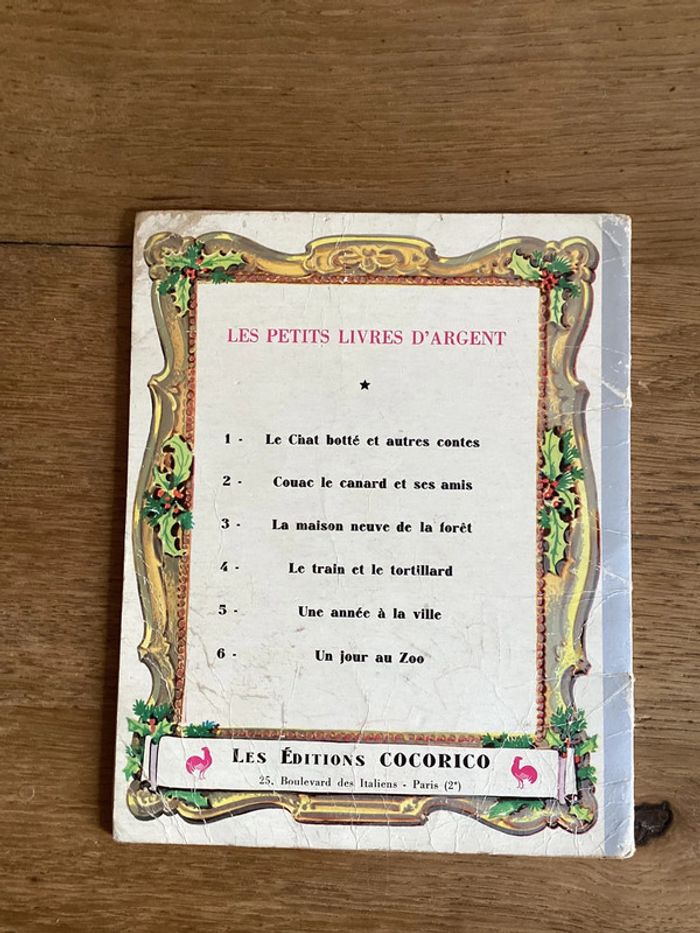 LES PETITS LIVRES D'ARGENT
★
1 - Le Chat botté et autres contes
2 - Couac le canard et ses amis
3 - La maison neuve de la forêt
4 - Le train et le tortillard
5 - Une année à la ville
6 - Un jour au Zoo
LES ÉDITIONS COCORICO
25, Boulevard des Italiens - Paris (2e)